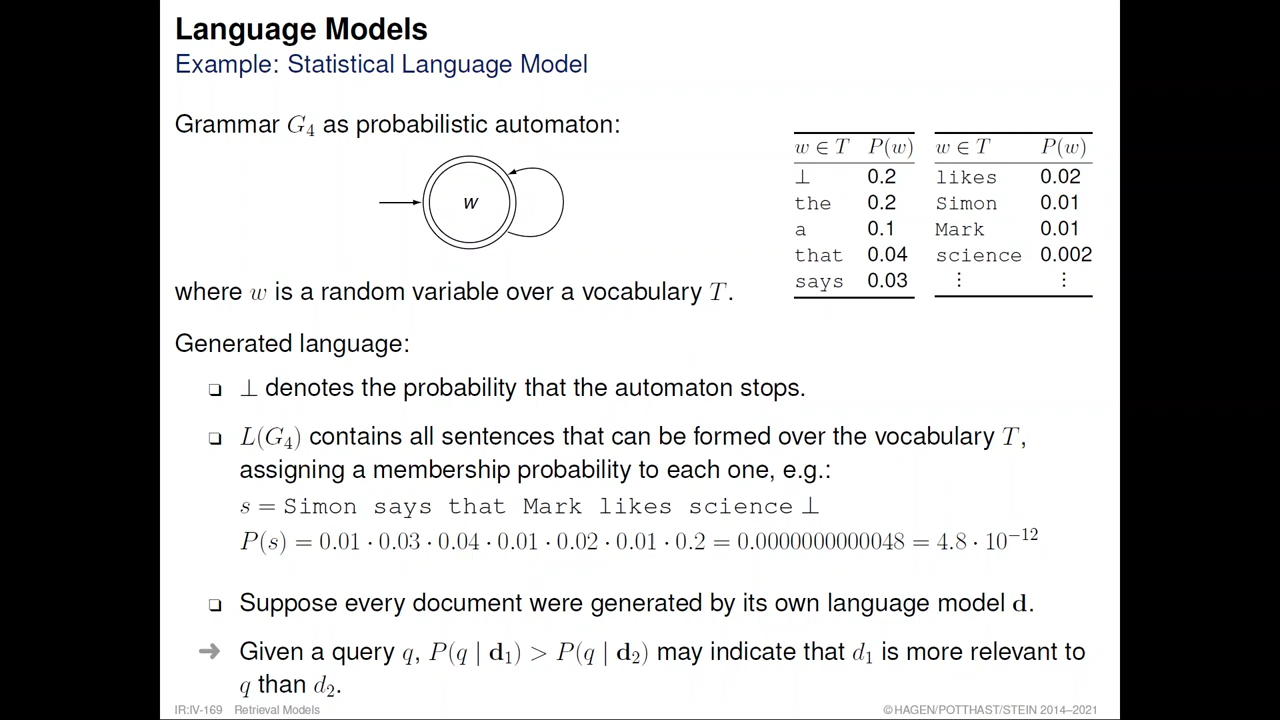 Language Models
Example: Statistical Language Model
Grammar G₄ as probabilistic automaton:
w
where w is a random variable over a vocabulary T.
w ∈ T P(w) w ∈ T P(w)
⊥ 0.2 likes 0.02
the 0.2 Simon 0.01
a 0.1 Mark 0.01
that 0.04 science 0.002
says 0.03 ⋮ ⋮
Generated language:
❑ ⊥ denotes the probability that the automaton stops.
❑ L(G₄) contains all sentences that can be formed over the vocabulary T,
assigning a membership probability to each one, e.g.:
s = Simon says that Mark likes science ⊥
P(s) = 0.01 · 0.03 · 0.04 · 0.01 · 0.02 · 0.01 · 0.2 = 0.0000000000048 = 4.8 · 10⁻¹²
❑ Suppose every document were generated by its own language model d.
➜ Given a query q, P(q | d₁) > P(q | d₂) may indicate that d₁ is more relevant to
q than d₂.
IR:IV-169 Retrieval Models ©HAGEN/POTTHAST/STEIN 2014–2021